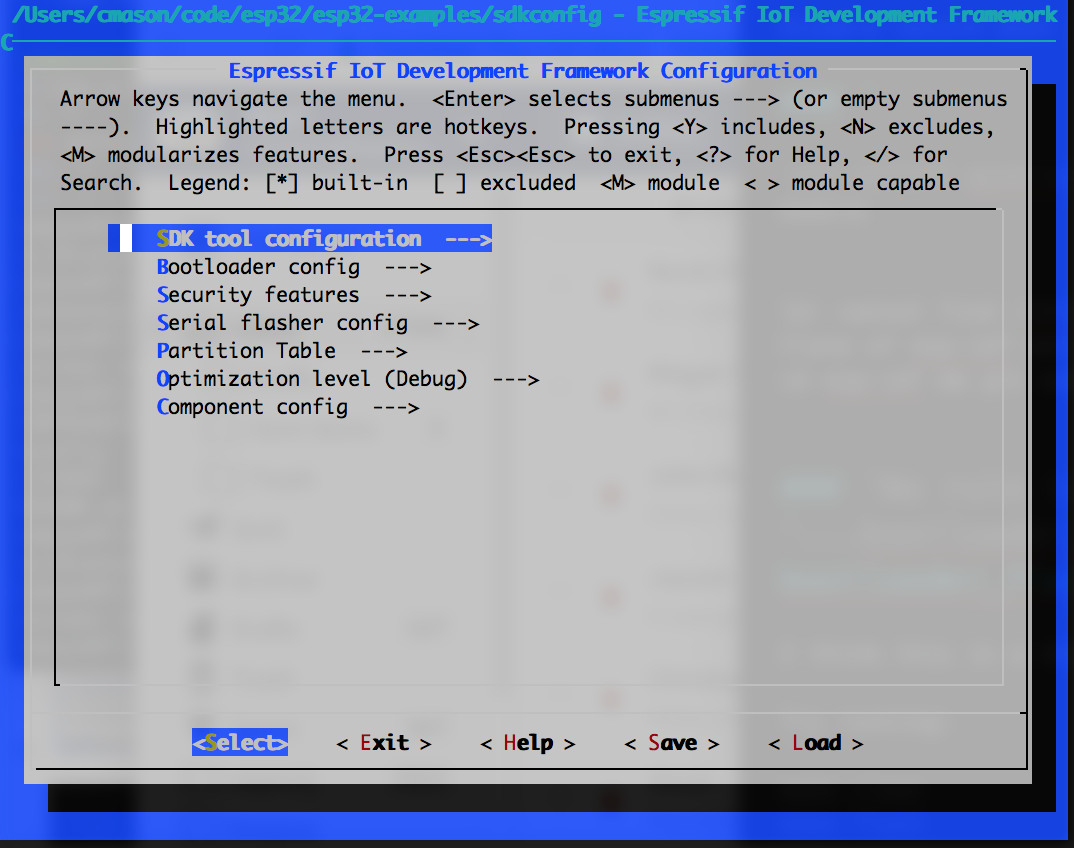 /Users/cmason/code/esp32/esp32-examples/sdkconfig - Espressif IoT Development Framework
C
Espressif IoT Development Framework Configuration
Arrow keys navigate the menu.  <Enter> selects submenus ---> (or empty submenus
----).  Highlighted letters are hotkeys.  Pressing <Y> includes, <N> excludes,
<M> modularizes features.  Press <Esc><Esc> to exit, <?> for Help, </> for
Search.  Legend: [*] built-in  [ ] excluded  <M> module  < > module capable
SDK tool configuration  --->
Bootloader config  --->
Security features  --->
Serial flasher config  --->
Partition Table  --->
Optimization level (Debug)  --->
Component config  --->
<Select>    < Exit >    < Help >    < Save >    < Load >